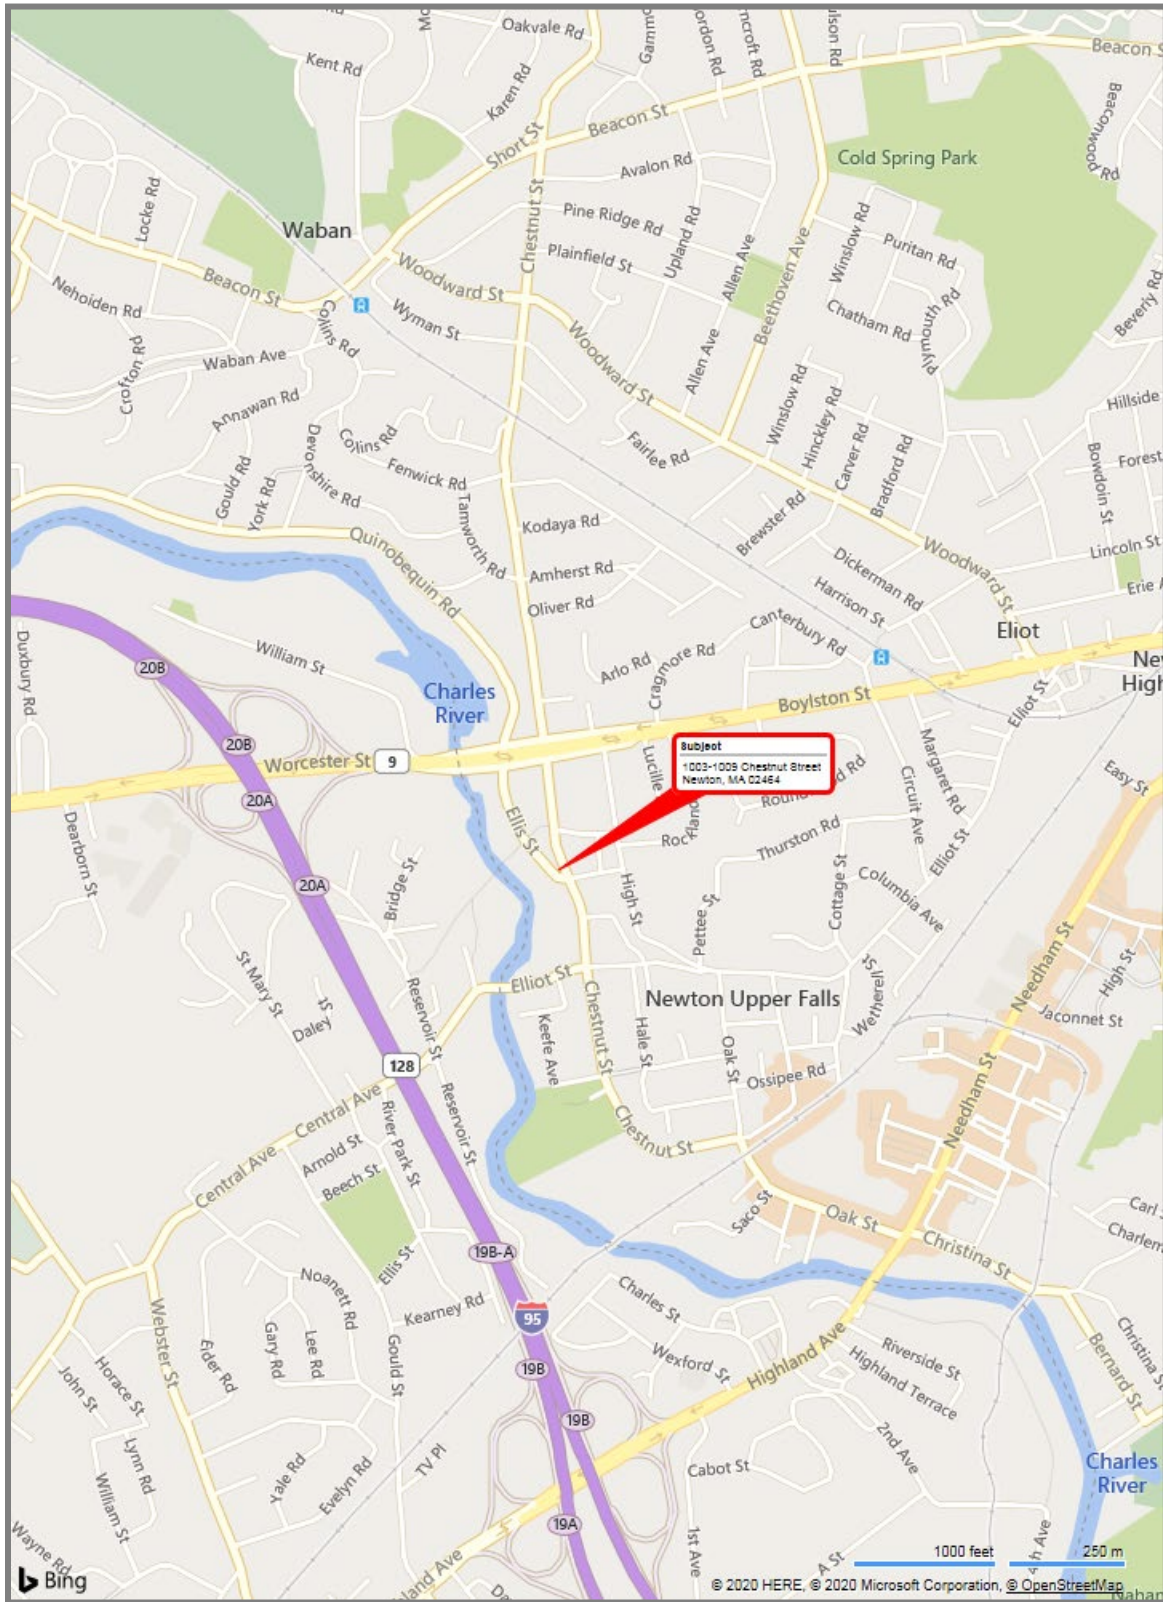 Oakvale Rd
Kent Rd
Karen Rd
Beacon St
Short St
Beacon St
Avalon Rd
Cold Spring Park
Beaconwood Rd
Locke Rd
Waban
Chestnut St
Pine Ridge Rd
Plainfield St
Upland Rd
Allen Ave
Beethoven Ave
Winslow Rd
Puritan Rd
Beacon St
Woodward St
Nehoiden Rd
Wyman St
Collins Rd
Chatham Rd
Plymouth Rd
Beverly Rd
Crofton Rd
Waban Ave
Woodward St
Allen Ave
Annawan Rd
Collins Rd
Winslow Rd
Hinckley Rd
Hillside
Fairlee Rd
Carver Rd
Bradford Rd
Bowdoin St
Forest
Devonshire Rd
Fenwick Rd
Gould Rd
York Rd
Tamworth Rd
Kodaya Rd
Brewster Rd
Quinobequin Rd
Woodward St
Lincoln St
Amherst Rd
Dickerman Rd
Harrison St
Oliver Rd
Canterbury Rd
Eliot
William St
Duxbury Rd
20B
Arlo Rd
Cragmore Rd
Charles
River
Boylston St
Elliot St
20B
Worcester St
9
Subject
1003-1009 Chestnut Street
Newton, MA 02464
Lucille
Margaret Rd
Circuit Ave
Easy St
20A
Dearborn St
Ellis St
Thurston Rd
Elliot St
20A
Bridge St
High St
Pettee St
Cottage St
Columbia Ave
St Mary St
Daley St
Reservoir St
Elliot St
Newton Upper Falls
Wetherell St
Needham St
High St
Jaconnet St
Keefe Ave
Chestnut St
Hale St
Oak St
Ossipee Rd
128
Central Ave
Reservoir St
River Park St
Chestnut St
Needham St
Central Ave
Arnold St
Beech St
Saco St
Oak St
Christina St
19B-A
Ellis St
Noanett Rd
Kearney Rd
95
Charles St
Webster St
Elder Rd
Gary Rd
Lee Rd
Gould St
Wexford St
Highland Ave
Riverside St
Highland Terrace
Bernard St
Christina St
John St
Horace St
19B
19B
Lynn Rd
William St
Yale Rd
Evelyn Rd
TV Pl
Cabot St
2nd Ave
Charles
River
19A
1st Ave
A St
Wayne Rd
1000 feet
250 m
Bing
© 2020 HERE, © 2020 Microsoft Corporation, © OpenStreetMap